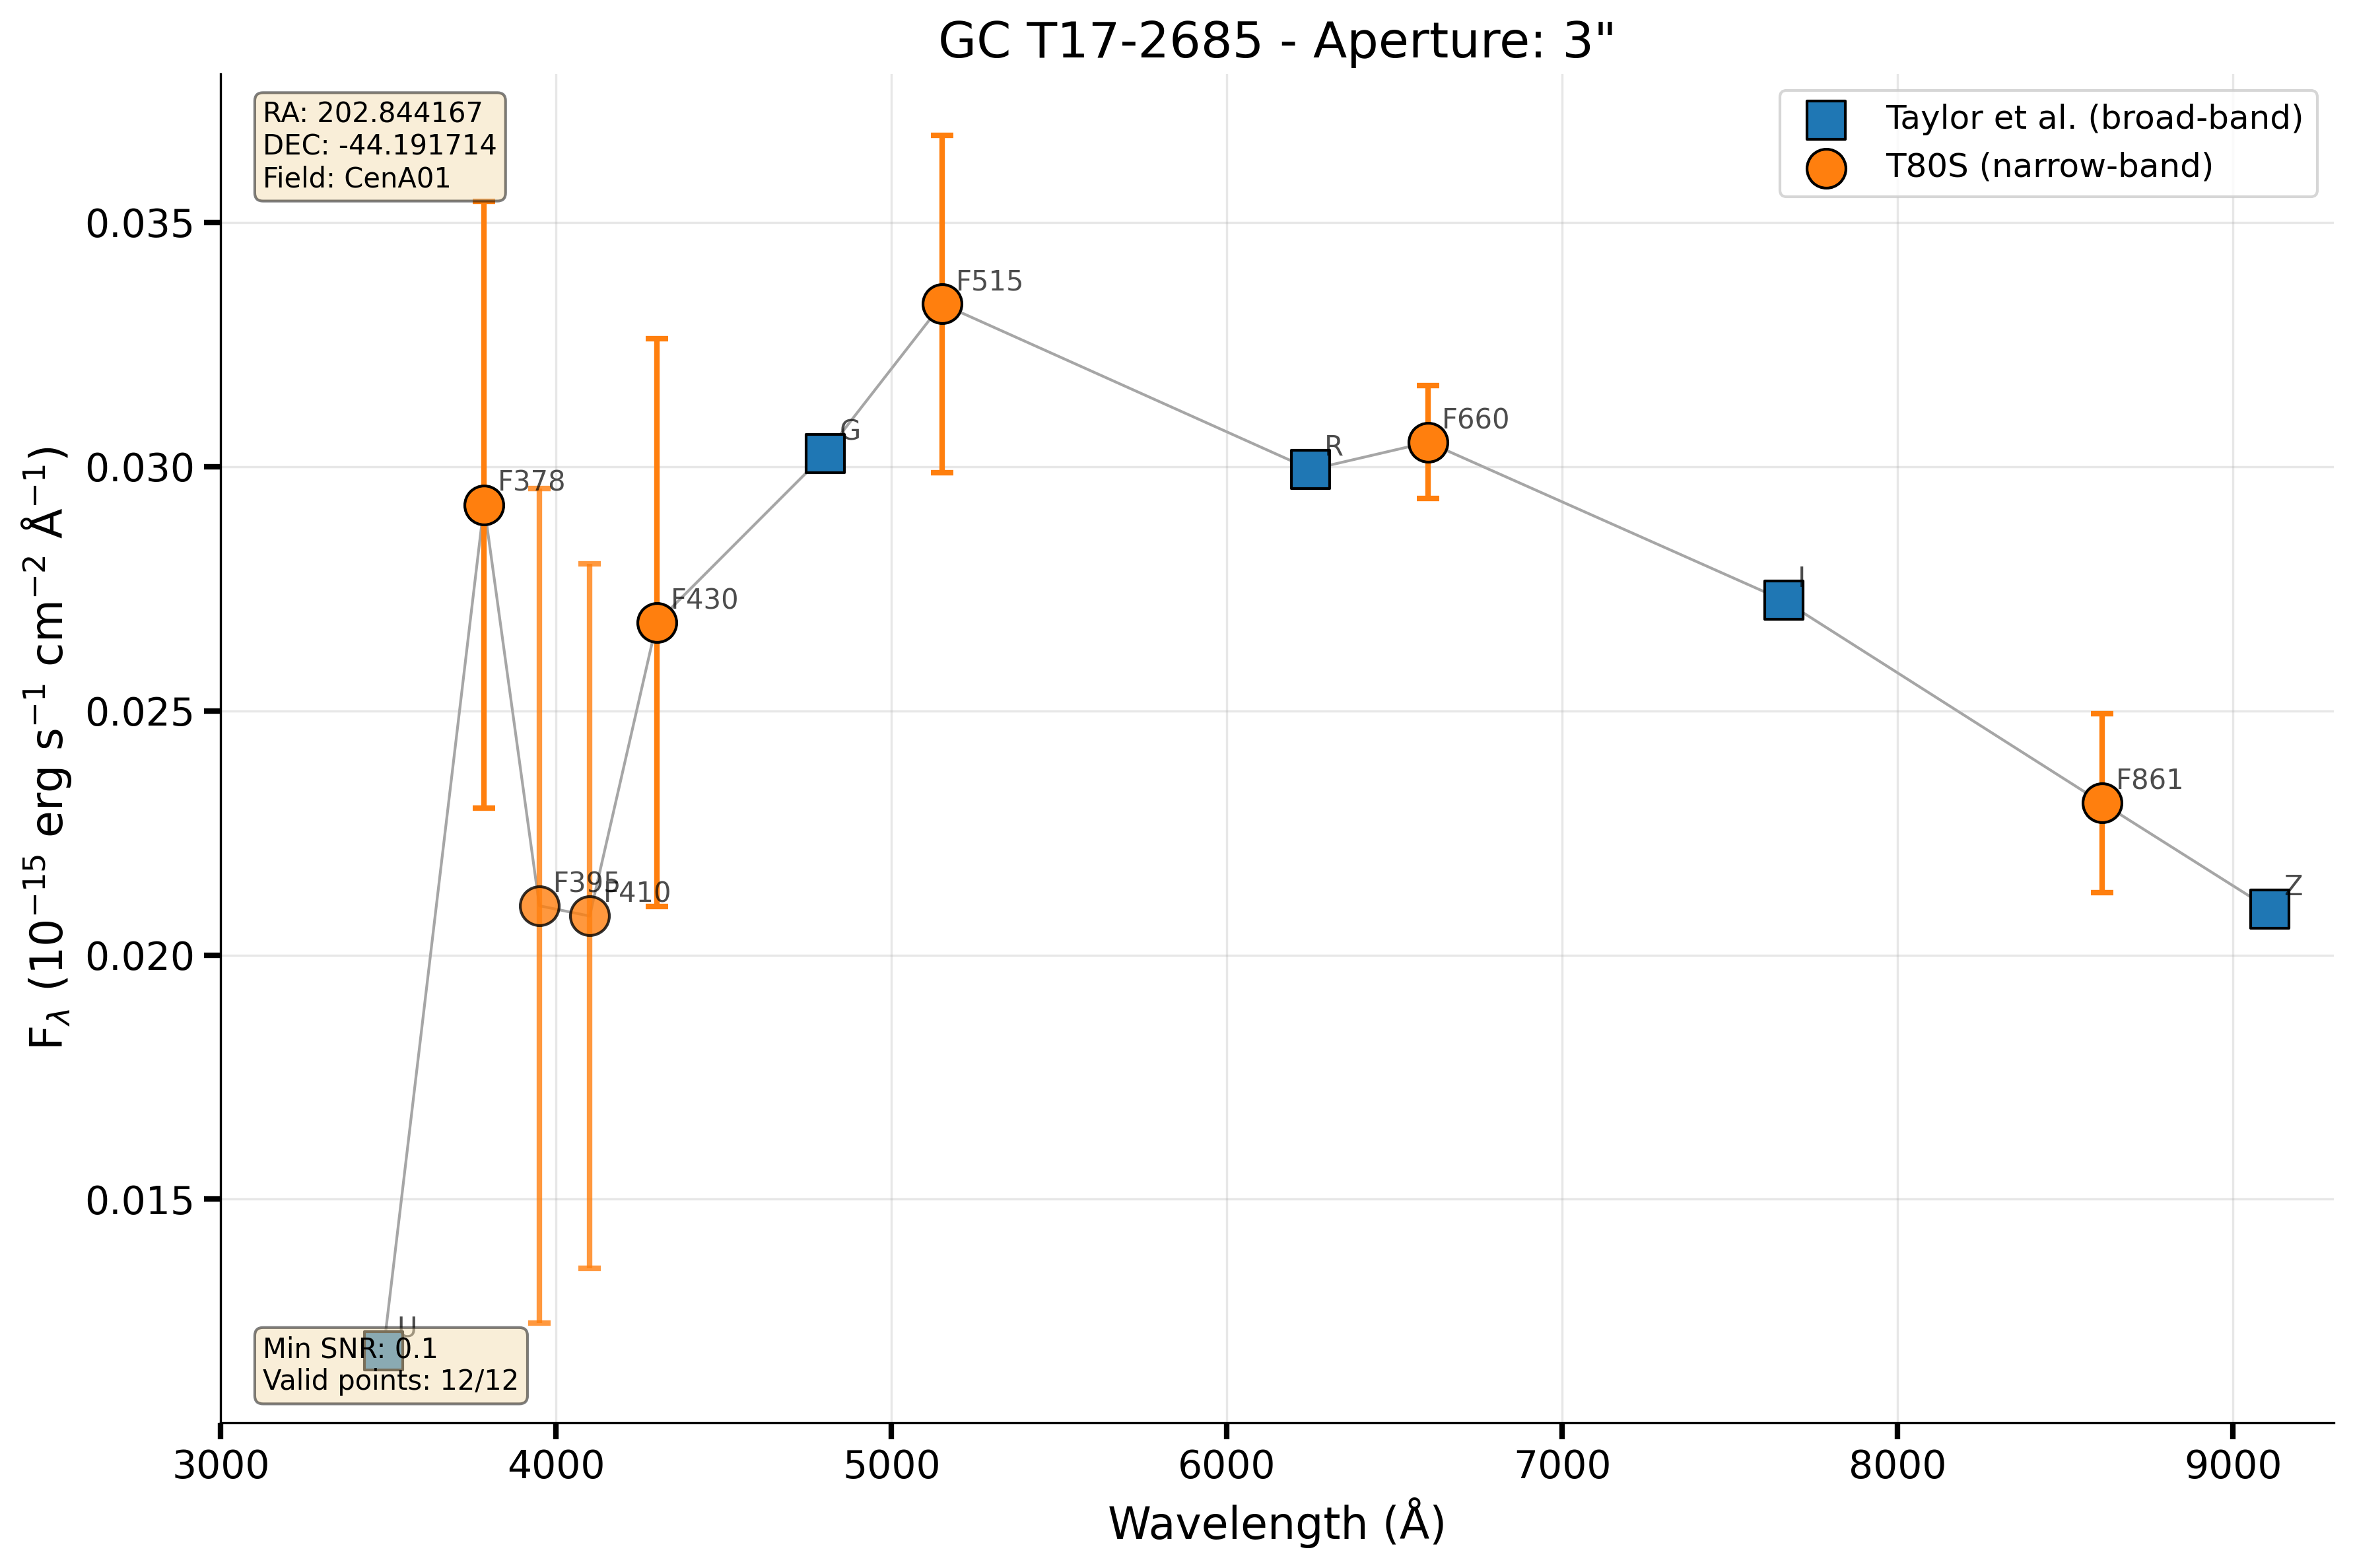 GC T17-2685 - Aperture: 3"
RA: 202.844167
DEC: -44.191714
Field: CenA01
Taylor et al. (broad-band)
T80S (narrow-band)
F515
F378
G
R
F660
F430
I
F861
F395
F410
Z
U
Min SNR: 0.1
Valid points: 12/12
0.035
0.030
0.025
0.020
0.015
F_λ (10⁻¹⁵ erg s⁻¹ cm⁻² Å⁻¹)
3000 4000 5000 6000 7000 8000 9000
Wavelength (Å)